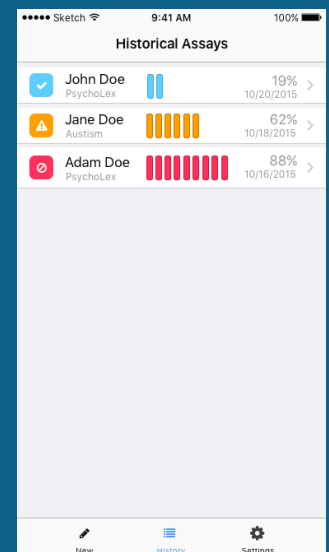 Sketch 9:41 AM 100%
Historical Assays
John Doe 19%
PsychoLex 10/20/2015
Jane Doe 62%
Austism 10/18/2015
Adam Doe 88%
PsychoLex 10/16/2015
New History Settings